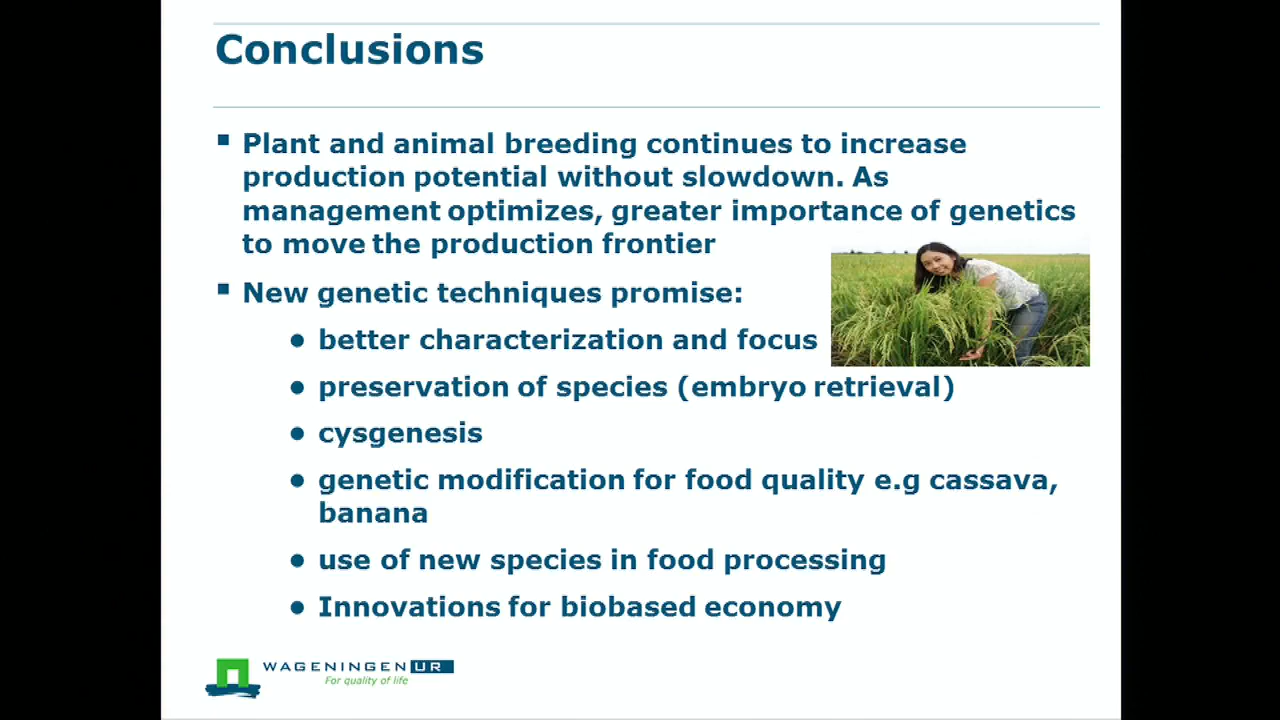 Conclusions
Plant and animal breeding continues to increase
production potential without slowdown. As
management optimizes, greater importance of genetics
to move the production frontier
New genetic techniques promise:
better characterization and focus
preservation of species (embryo retrieval)
cysgenesis
genetic modification for food quality e.g cassava,
banana
use of new species in food processing
Innovations for biobased economy
WAGENINGEN UR
For quality of life